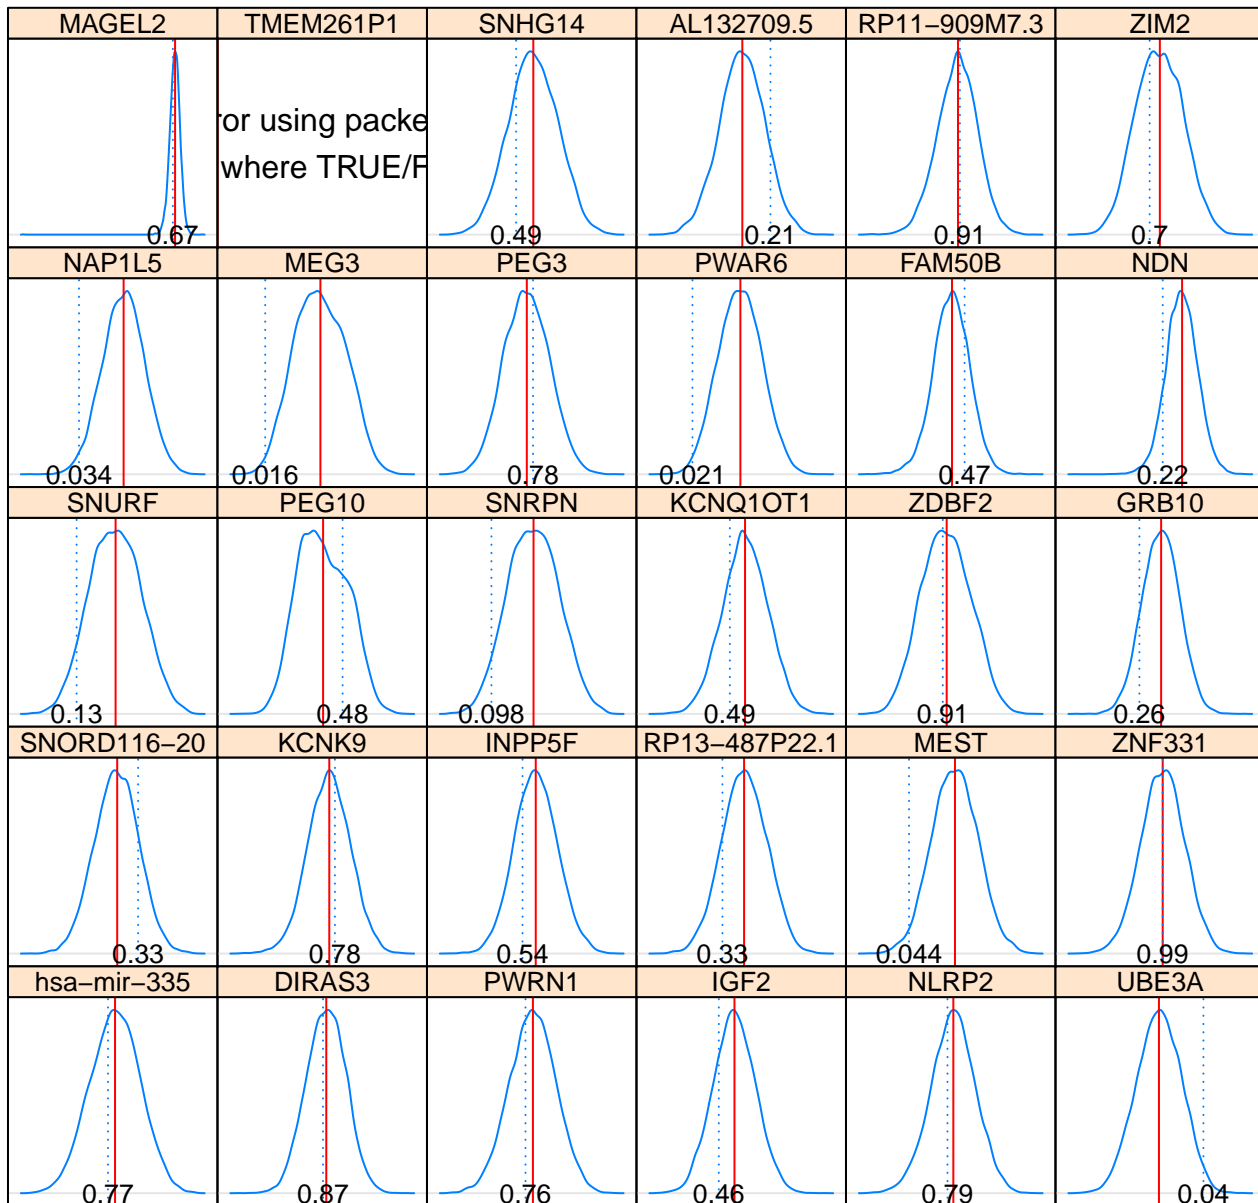 MAGEL2 TMEM261P1 SNHG14 AL132709.5 RP11−909M7.3 ZIM2
or using packe
where TRUE/F
0.67 0.49 0.21 0.91 0.7
NAP1L5 MEG3 PEG3 PWAR6 FAM50B NDN
0.034 0.016 0.78 0.021 0.47 0.22
SNURF PEG10 SNRPN KCNQ1OT1 ZDBF2 GRB10
0.13 0.48 0.098 0.49 0.91 0.26
SNORD116−20 KCNK9 INPP5F RP13−487P22.1 MEST ZNF331
0.33 0.78 0.54 0.33 0.044 0.99
hsa−mir−335 DIRAS3 PWRN1 IGF2 NLRP2 UBE3A
0.77 0.87 0.76 0.46 0.79 0.04